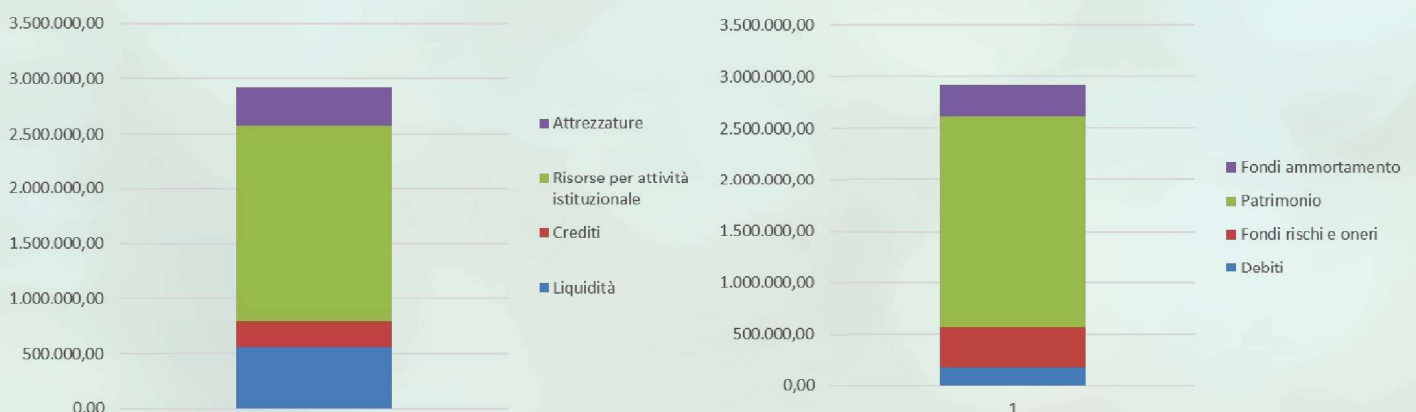 3.500.000,00
3.000.000,00
2.500.000,00
2.000.000,00
1.500.000,00
1.000.000,00
500.000,00
0,00
Attrezzature
Risorse per attività
istituzionale
Crediti
Liquidità
3.500.000,00
3.000.000,00
2.500.000,00
2.000.000,00
1.500.000,00
1.000.000,00
500.000,00
0,00
1
Fondi ammortamento
Patrimonio
Fondi rischi e oneri
Debiti